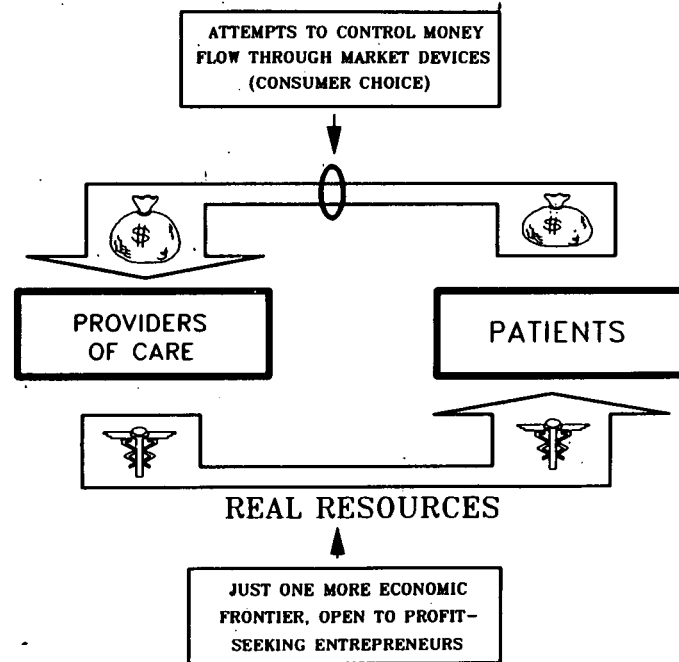 ATTEMPTS TO CONTROL MONEY
FLOW THROUGH MARKET DEVICES
(CONSUMER CHOICE)
$
$
PROVIDERS
OF CARE
PATIENTS
REAL RESOURCES
JUST ONE MORE ECONOMIC
FRONTIER, OPEN TO PROFIT-
SEEKING ENTREPRENEURS